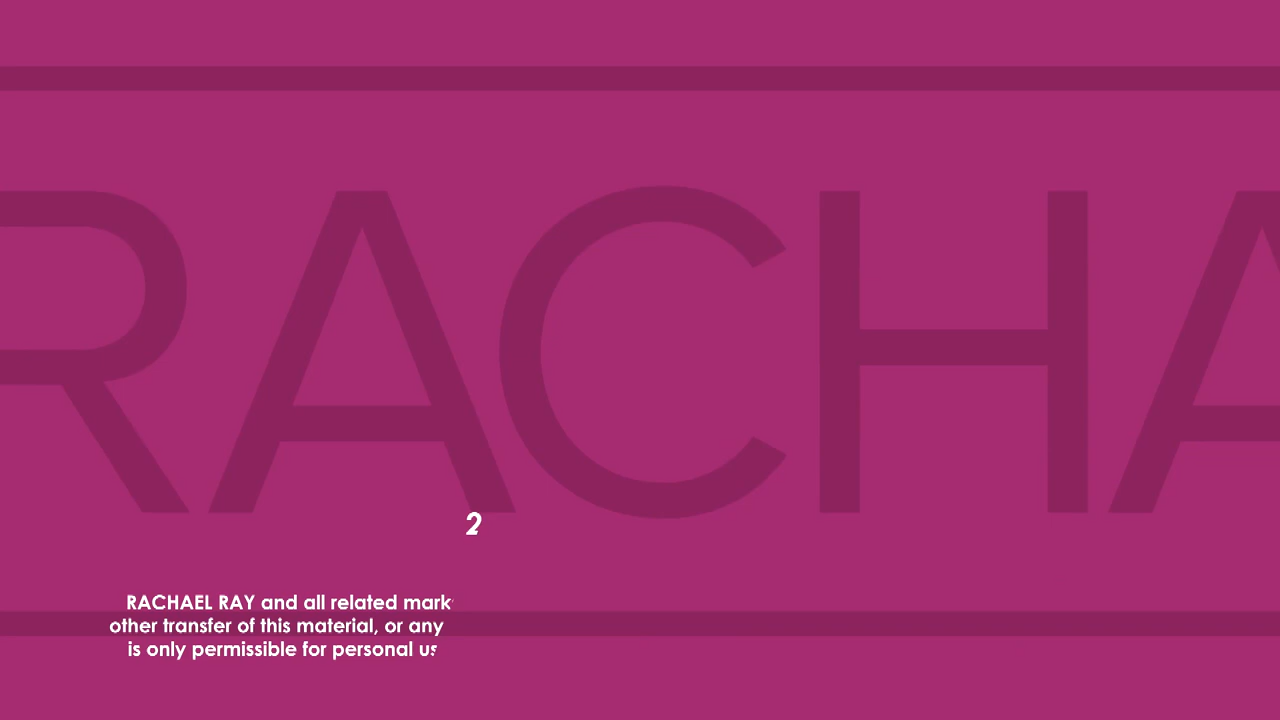 RACHA
2
RACHAEL RAY and all related mark
other transfer of this material, or any
is only permissible for personal us